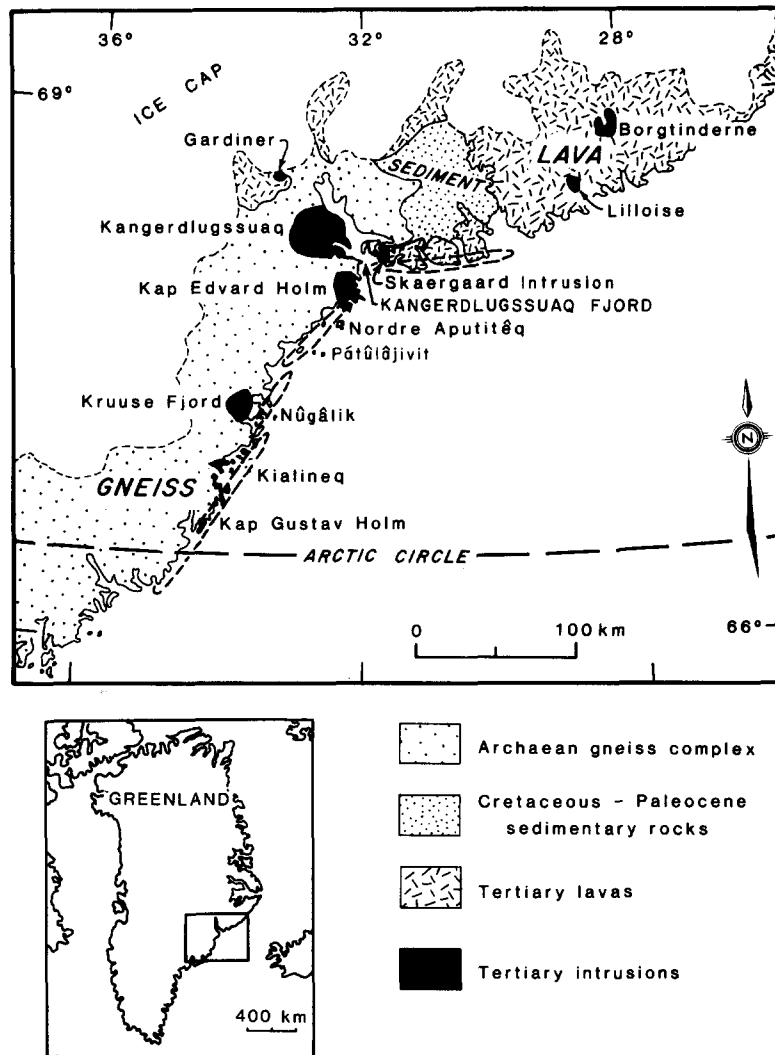 36°
32°
28°
69°
ICE CAP
Gardiner
Borgtinderne
LAVA
SEDIMENT
Lilloise
Kangerdlugssuaq
Skaergaard Intrusion
Kap Edvard Holm
KANGERDLUGSSUAQ FJORD
Nordre Aputitêq
Pátûlâjivit
Kruuse Fjord
Nûgâlik
N
GNEISS
Kialineq
Kap Gustav Holm
ARCTIC CIRCLE
0
100 km
66°
Archaean gneiss complex
GREENLAND
Cretaceous - Paleocene
sedimentary rocks
Tertiary lavas
Tertiary intrusions
400 km